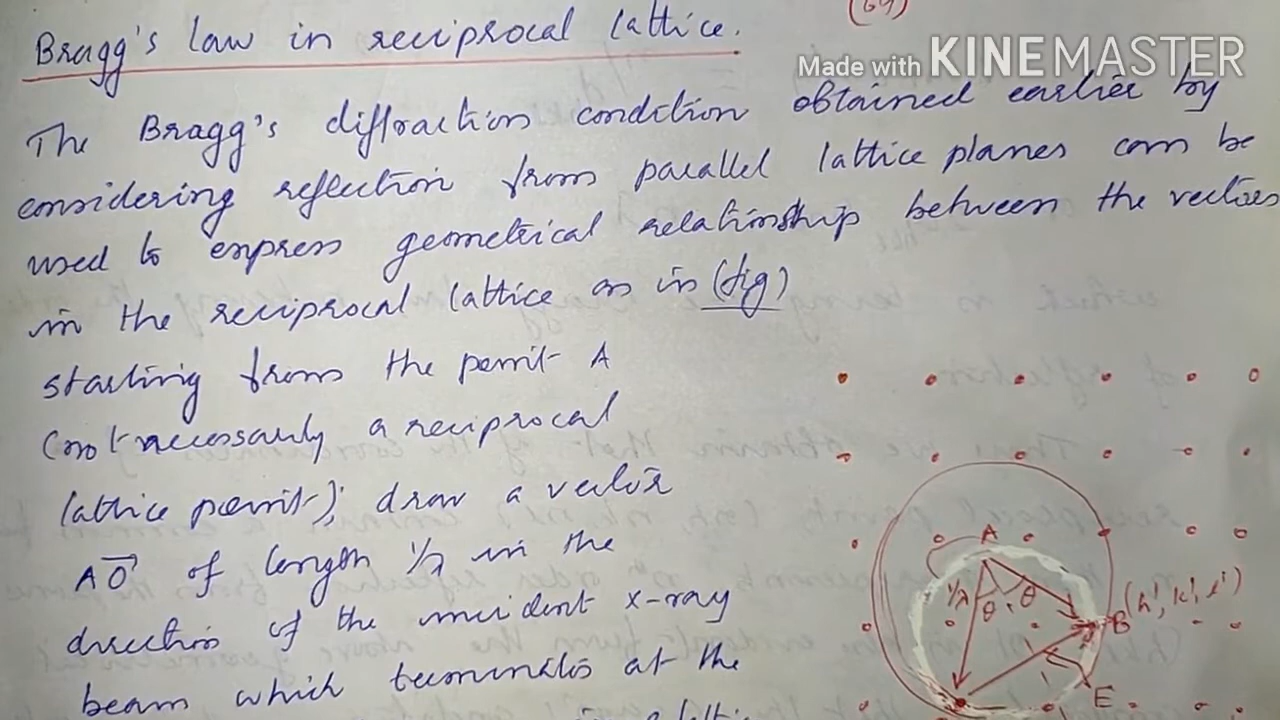 (64)
Bragg's law in reciprocal lattice.
Made with KINEMASTER
The Bragg's diffraction condition obtained earlier by
considering reflection from parallel lattice planes can be
used to express geometrical relationship between the vectors
in the reciprocal lattice as in (fig)
starting from the point A
(not necessarily a reciprocal
lattice point), draw a vector
AO of length 1/λ in the
direction of the incident x-ray
beam which terminates at the
A
1/λ θ θ
B (h', k', l')
E